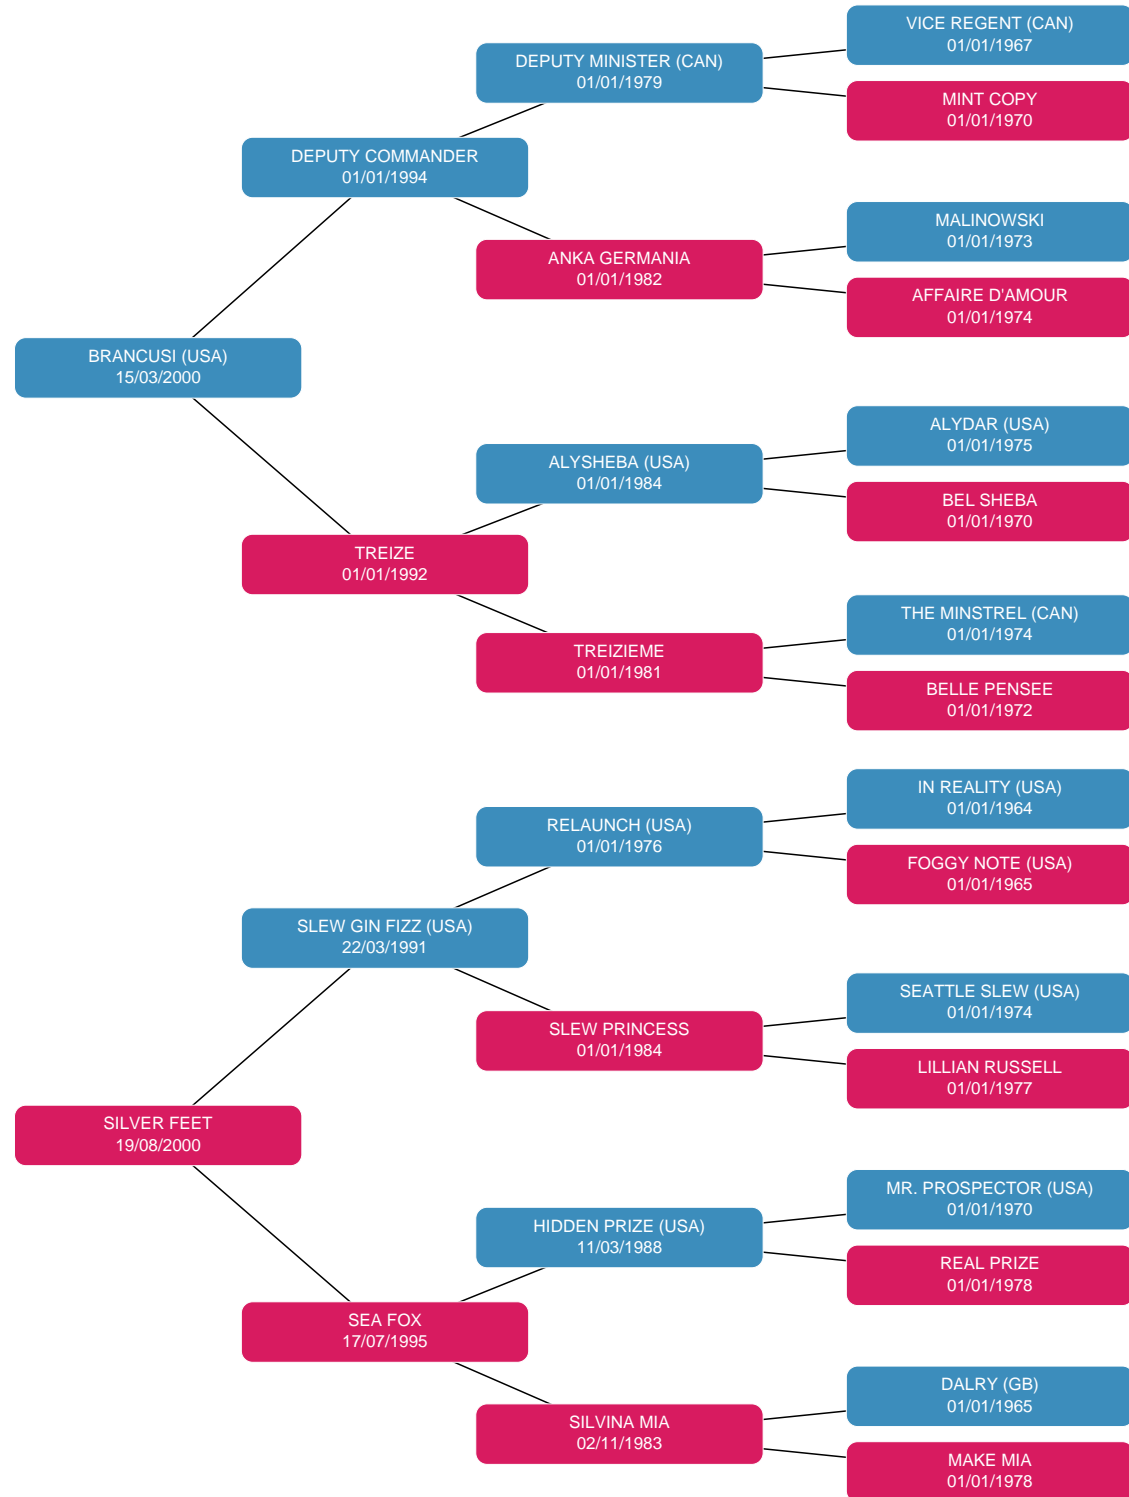 VICE REGENT (CAN)
01/01/1967
DEPUTY MINISTER (CAN)
01/01/1979
MINT COPY
01/01/1970
DEPUTY COMMANDER
01/01/1994
MALINOWSKI
01/01/1973
ANKA GERMANIA
01/01/1982
AFFAIRE D'AMOUR
01/01/1974
BRANCUSI (USA)
15/03/2000
ALYDAR (USA)
01/01/1975
ALYSHEBA (USA)
01/01/1984
BEL SHEBA
01/01/1970
TREIZE
01/01/1992
THE MINSTREL (CAN)
01/01/1974
TREIZIEME
01/01/1981
BELLE PENSEE
01/01/1972
IN REALITY (USA)
01/01/1964
RELAUNCH (USA)
01/01/1976
FOGGY NOTE (USA)
01/01/1965
SLEW GIN FIZZ (USA)
22/03/1991
SEATTLE SLEW (USA)
01/01/1974
SLEW PRINCESS
01/01/1984
LILLIAN RUSSELL
01/01/1977
SILVER FEET
19/08/2000
MR. PROSPECTOR (USA)
01/01/1970
HIDDEN PRIZE (USA)
11/03/1988
REAL PRIZE
01/01/1978
SEA FOX
17/07/1995
DALRY (GB)
01/01/1965
SILVINA MIA
02/11/1983
MAKE MIA
01/01/1978